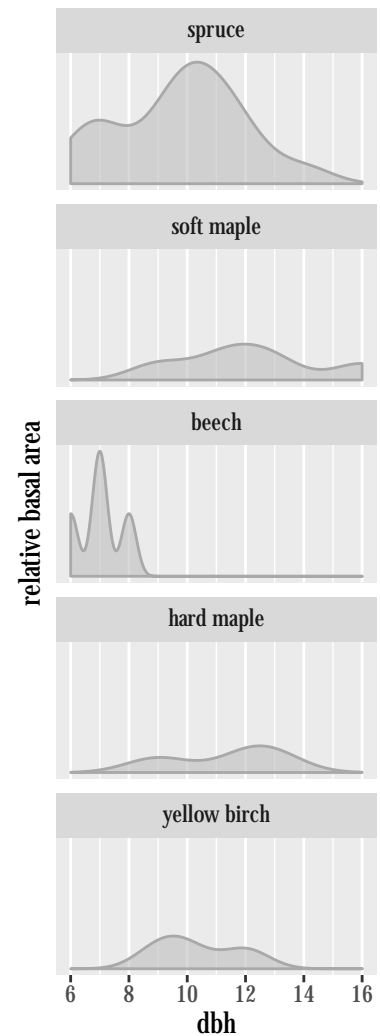 spruce
soft maple
beech
hard maple
yellow birch
relative basal area
6 8 10 12 14 16
dbh